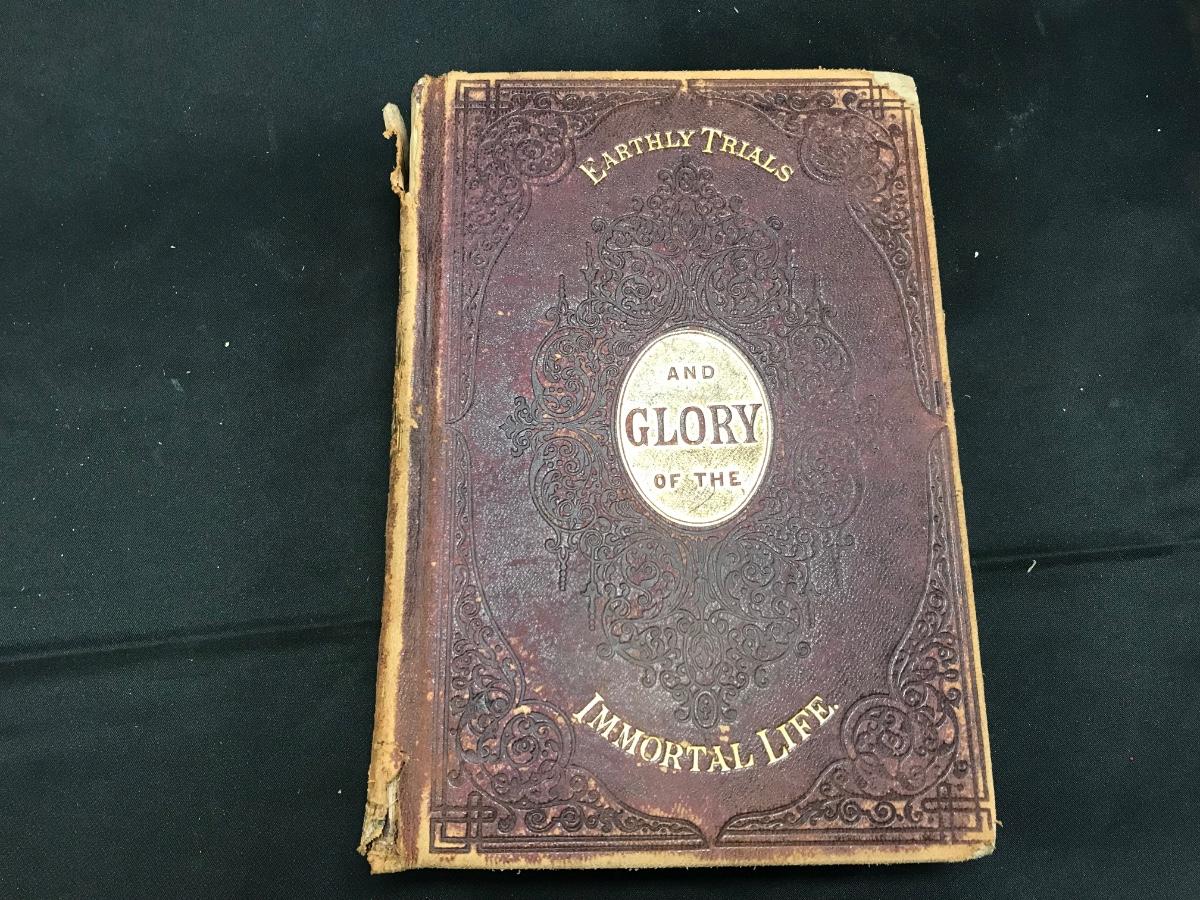 EARTHLY TRIALS
AND
GLORY
OF THE
IMMORTAL LIFE.